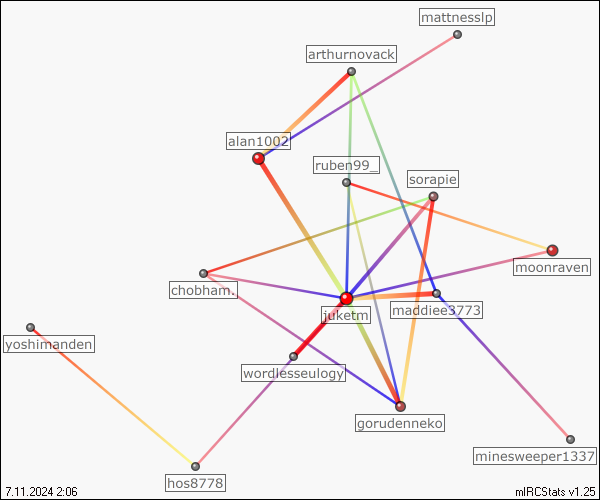 mattnesslp
arthurnovack
alan1002
ruben99_
sorapie
moonraven
chobham.
juketm
maddiee3773
yoshimanden
wordlesseulogy
gorudenneko
minesweeper1337
hos8778
7.11.2024 2:06
mIRCStats v1.25